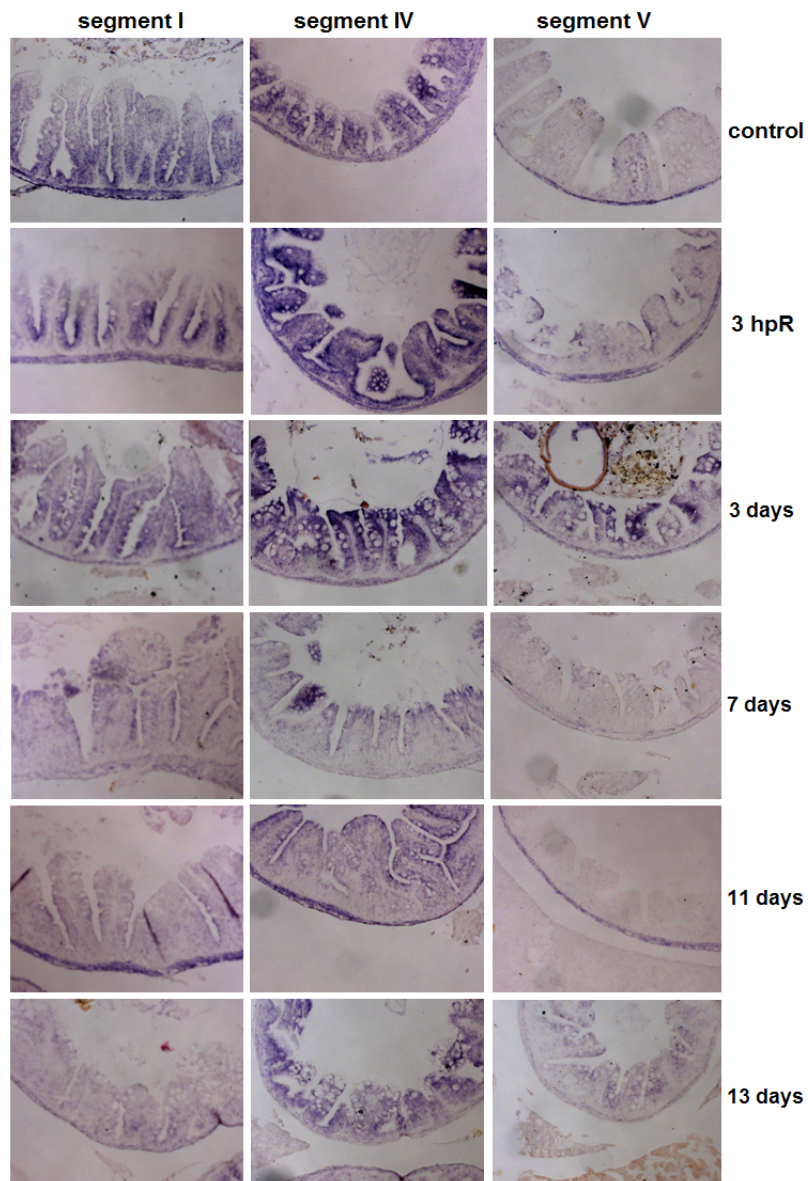 segment I segment IV segment V
control
3 hpR
3 days
7 days
11 days
13 days